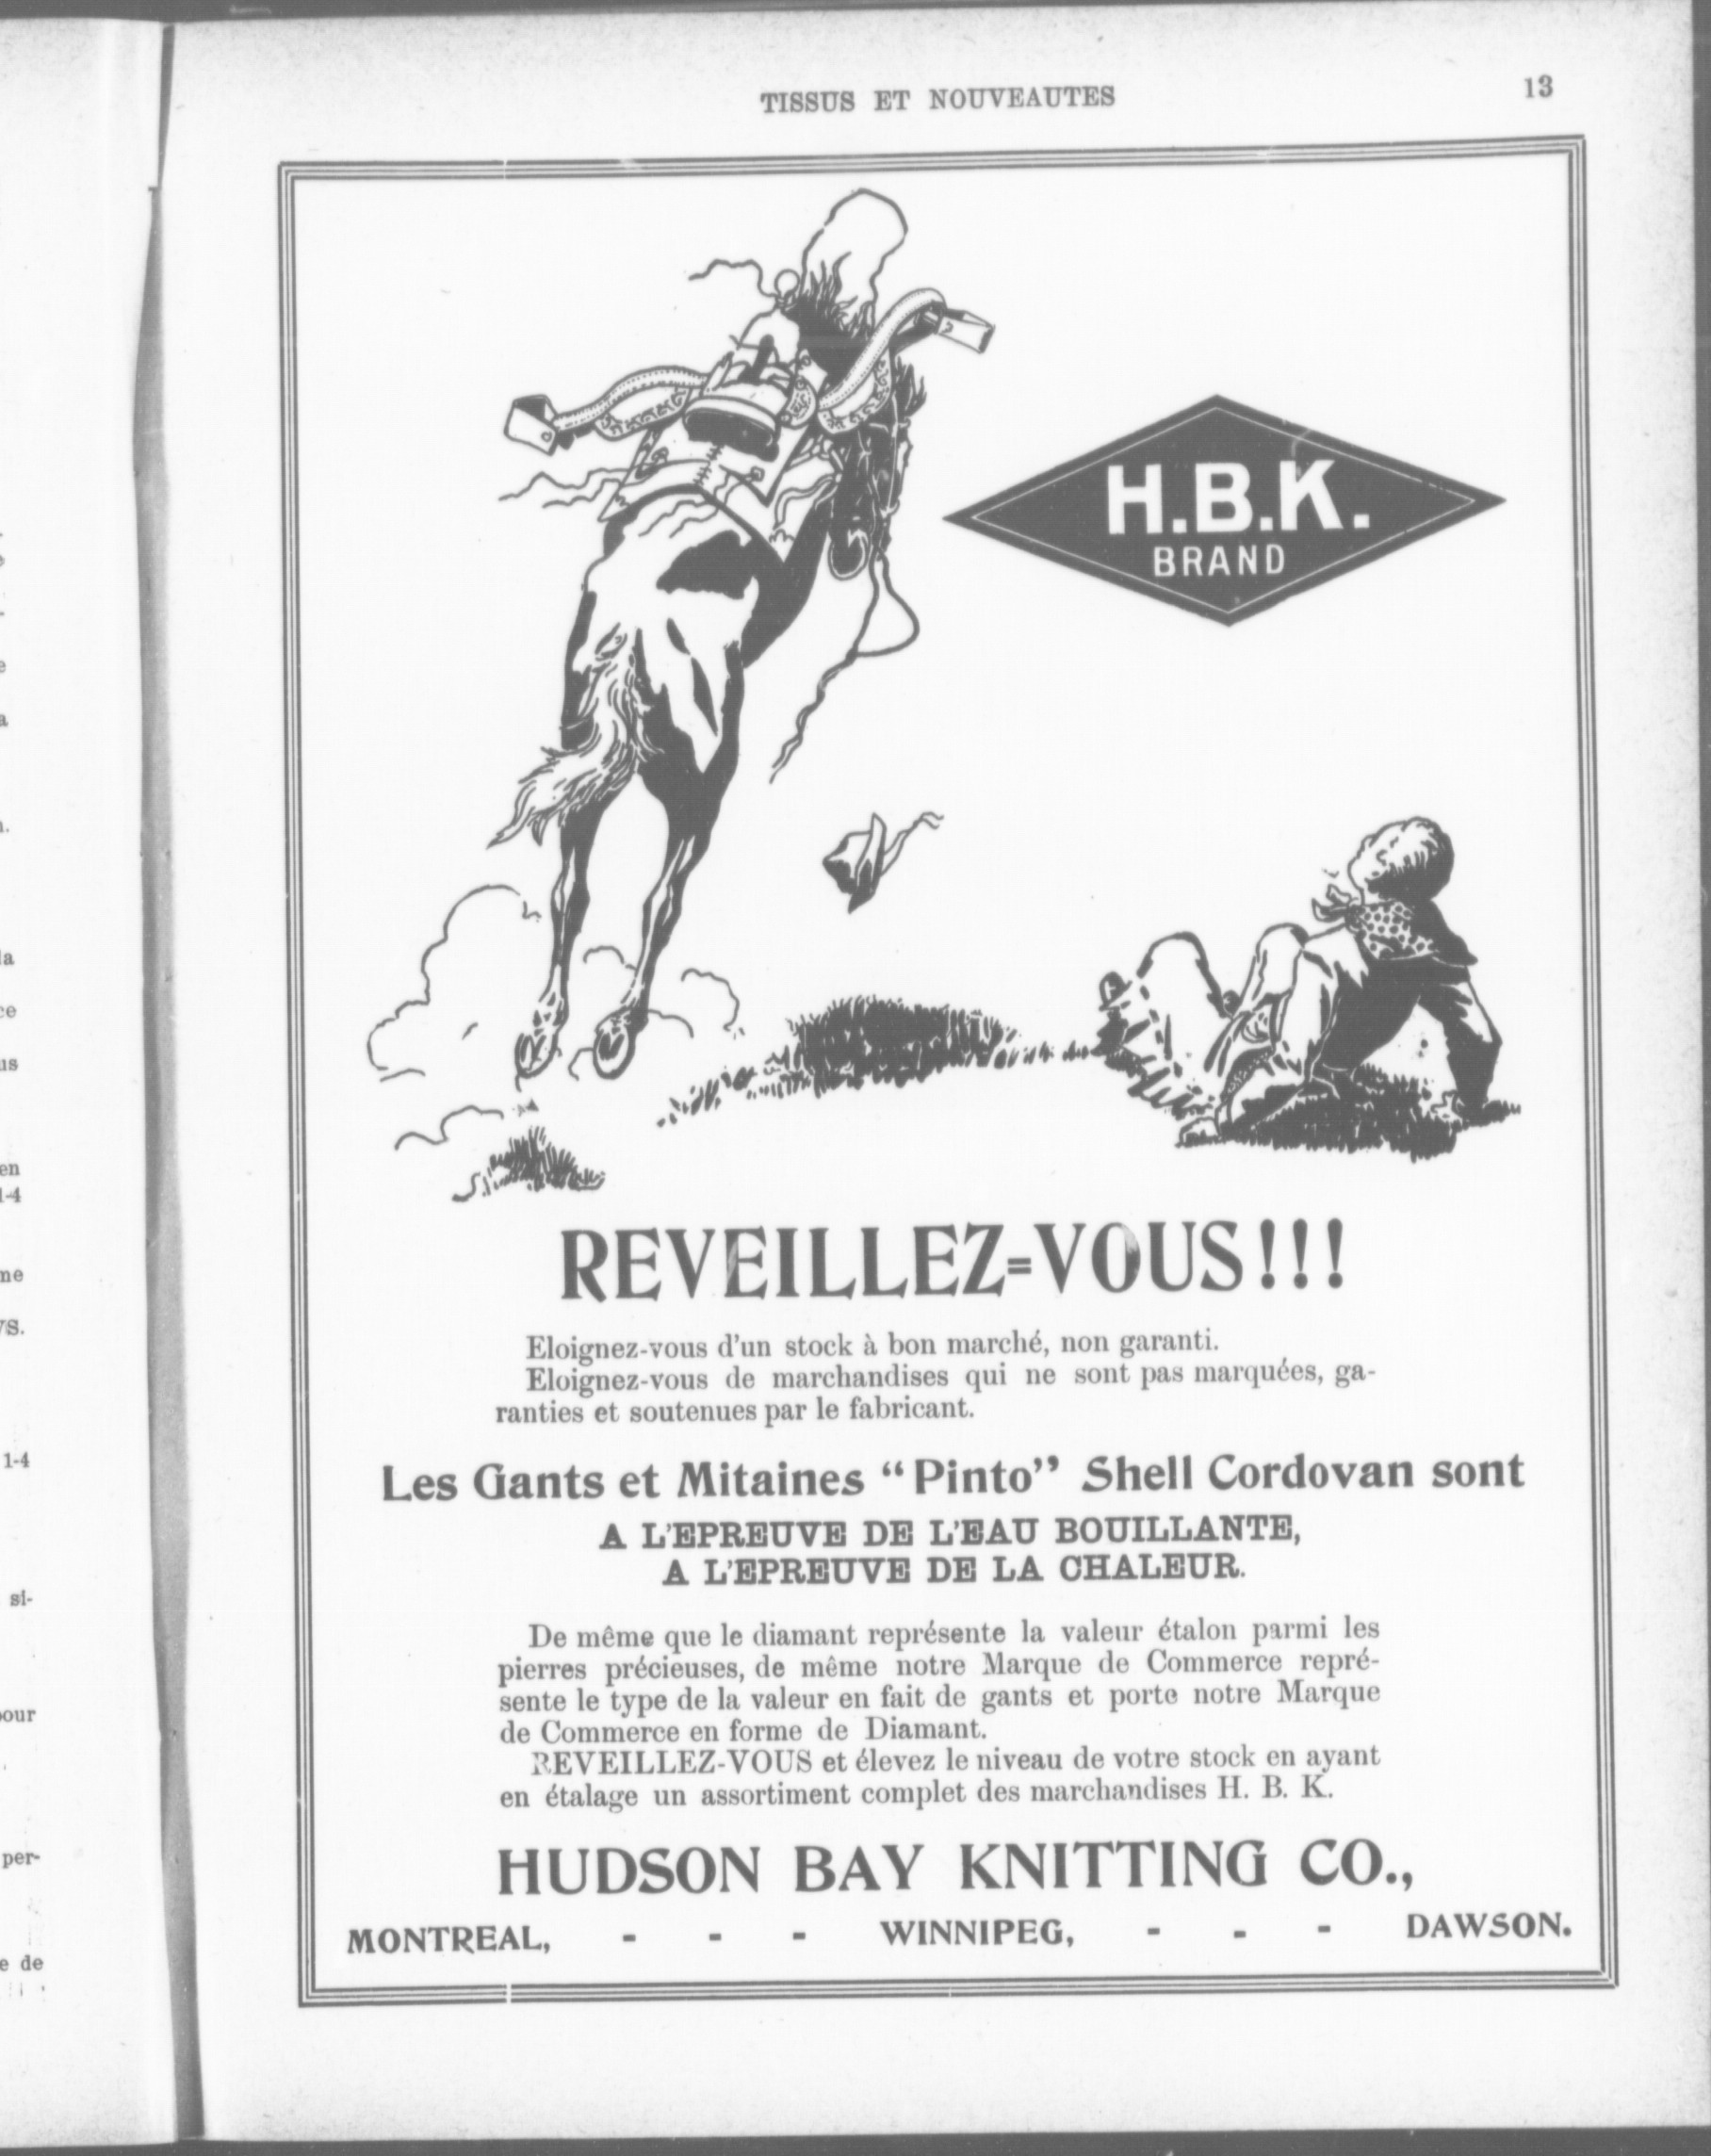 TISSUS ET NOUVEAUTES
13
H.B.K.
BRAND
REVEILLEZ=VOUS!!!
Eloignez-vous d'un stock à bon marché, non garanti.
Eloignez-vous de marchandises qui ne sont pas marquées, ga-
ranties et soutenues par le fabricant.
Les Gants et Mitaines “Pinto” Shell Cordovan sont
A L'EPREUVE DE L'EAU BOUILLANTE,
A L'EPREUVE DE LA CHALEUR.
De même que le diamant représente la valeur étalon parmi les
pierres précieuses, de même notre Marque de Commerce repré-
sente le type de la valeur en fait de gants et porte notre Marque
de Commerce en forme de Diamant.
REVEILLEZ-VOUS et élevez le niveau de votre stock en ayant
en étalage un assortiment complet des marchandises H. B. K.
HUDSON BAY KNITTING CO.,
MONTREAL, - - - WINNIPEG, - - - DAWSON.